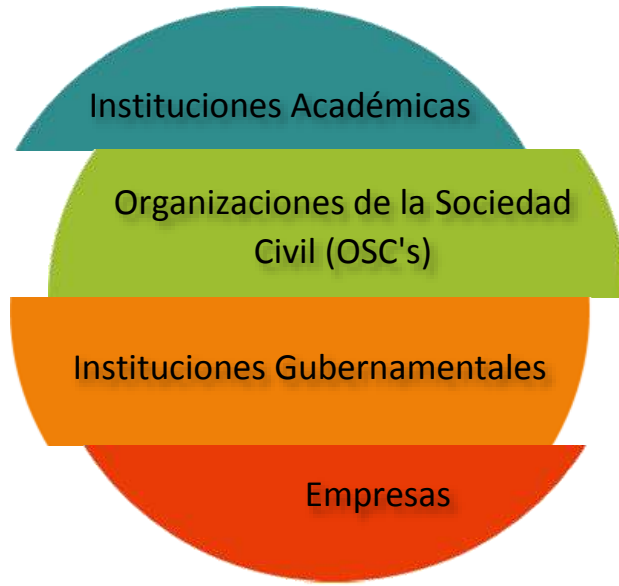 Instituciones Académicas
Organizaciones de la Sociedad
Civil (OSC's)
Instituciones Gubernamentales
Empresas